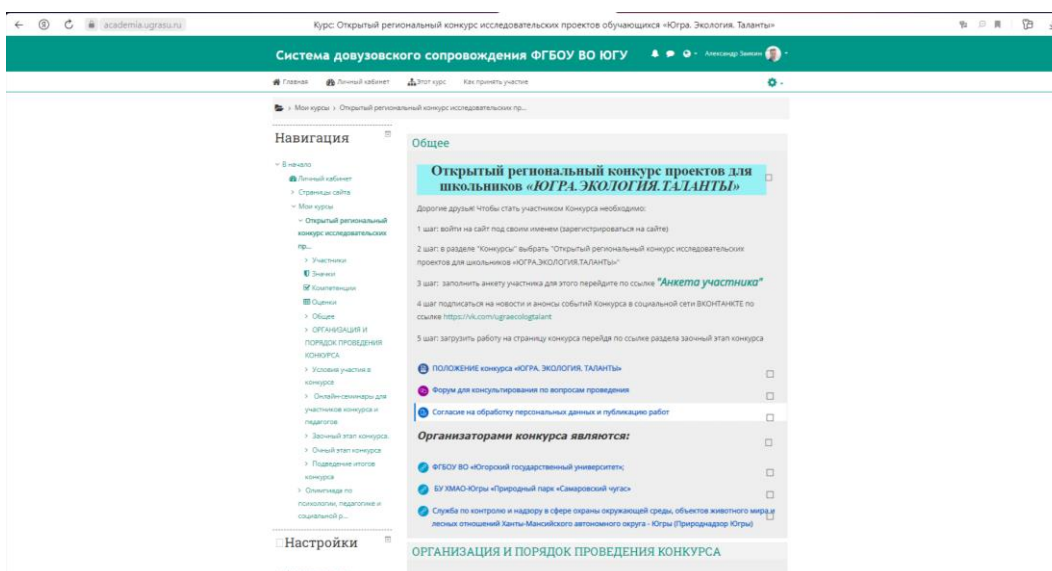 academia.ugrasu.ru
Курс: Открытый региональный конкурс исследовательских проектов обучающихся «Югра. Экология. Таланты»
Система довузовского сопровождения ФГБОУ ВО ЮГУ
Главная Личный кабинет Этот курс Как принять участие
Мои курсы › Открытый региональный конкурс исследовательских пр...
Навигация
В начало
Личный кабинет
Страницы сайта
Мои курсы
Открытый региональный
конкурс исследовательских
пр...
Участники
Значки
Компетенции
Оценки
Общее
ОРГАНИЗАЦИЯ И
ПОРЯДОК ПРОВЕДЕНИЯ
КОНКУРСА
Условия участия в
конкурсе
Онлайн-семинары для
участников конкурса и
педагогов
Заочный этап конкурса.
Очный этап конкурса
Подведение итогов
конкурса
Олимпиада по
психологии, педагогике и
социальной р...
Настройки
Общее
Открытый региональный конкурс проектов для
школьников «ЮГРА.ЭКОЛОГИЯ.ТАЛАНТЫ»
Дорогие друзья! Чтобы стать участником Конкурса необходимо:
1 шаг: войти на сайт под своим именем (зарегистрироваться на сайте)
2 шаг: в разделе "Конкурсы" выбрать "Открытый региональный конкурс исследовательских
проектов для школьников «ЮГРА.ЭКОЛОГИЯ.ТАЛАНТЫ»"
3 шаг: заполнить анкету участника для этого перейдите по ссылке "Анкета участника"
4 шаг подписаться на новости и анонсы событий Конкурса в социальной сети ВКОНТАНКТЕ по
ссылке https://vk.com/ugraecologtalant
5 шаг: загрузить работу на страницу конкурса перейдя по ссылке раздела заочный этап конкурса
ПОЛОЖЕНИЕ конкурса «ЮГРА. ЭКОЛОГИЯ. ТАЛАНТЫ»
Форум для консультирования по вопросам проведения
Согласие на обработку персональных данных и публикацию работ
Организаторами конкурса являются:
ФГБОУ ВО «Югорский государственный университет»;
БУ ХМАО-Югры «Природный парк «Самаровский чугас»
Служба по контролю и надзору в сфере охраны окружающей среды, объектов животного мира и
лесных отношений Ханты-Мансийского автономного округа - Югры (Природнадзор Югры)
ОРГАНИЗАЦИЯ И ПОРЯДОК ПРОВЕДЕНИЯ КОНКУРСА